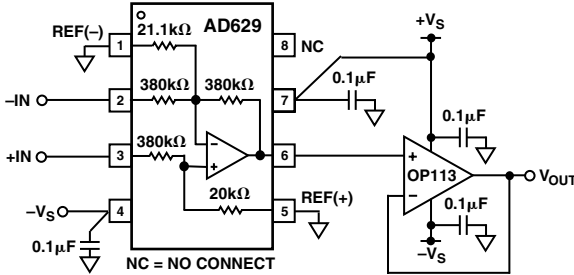 REF(–)
21.1kΩ
AD629
+VS
1
8
NC
380kΩ
380kΩ
0.1µF
–IN
2
7
0.1µF
+IN
380kΩ
3
–
+
6
+
OP113
–
VOUT
20kΩ
REF(+)
–VS
4
5
0.1µF
0.1µF
–VS
NC = NO CONNECT